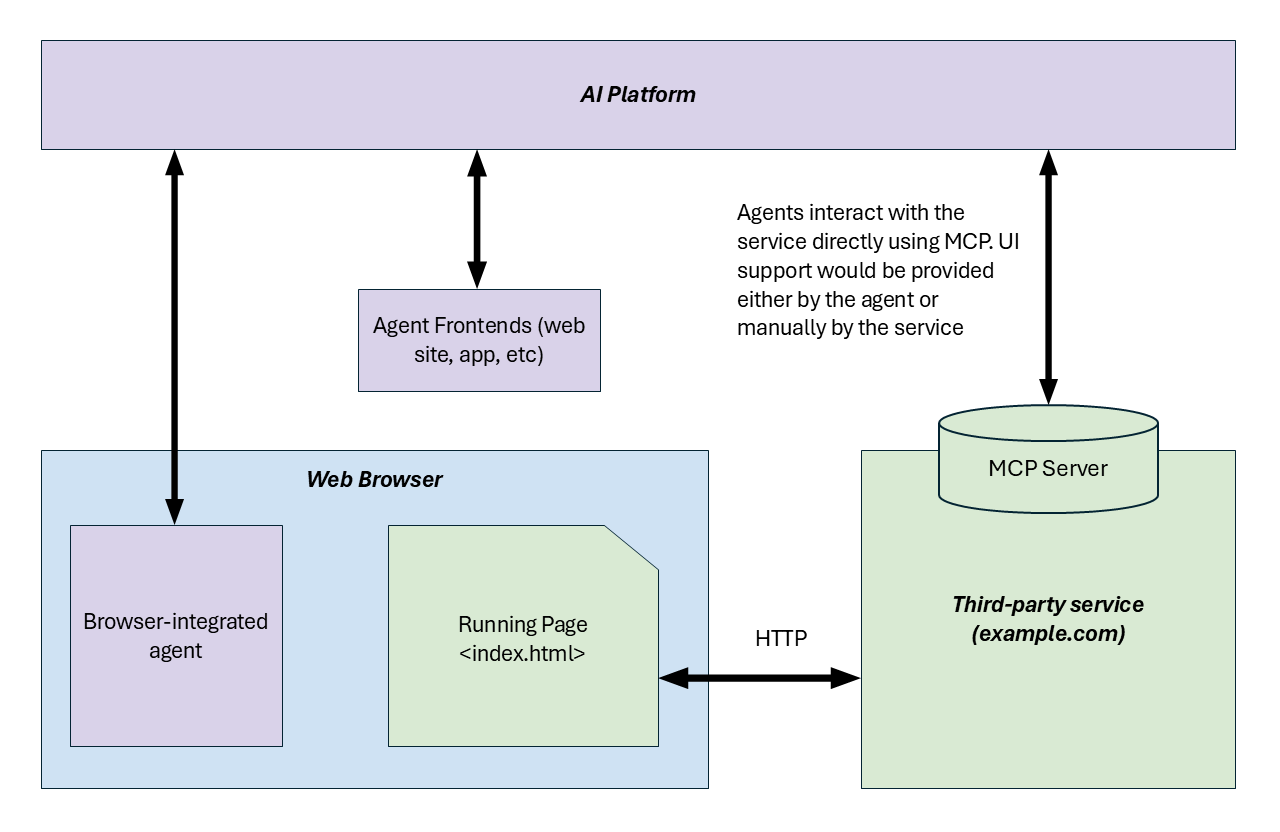 AI Platform
Agents interact with the
service directly using MCP. UI
support would be provided
either by the agent or
manually by the service
Agent Frontends (web
site, app, etc)
Web Browser
MCP Server
Browser-integrated
agent
Running Page
<index.html>
HTTP
Third-party service
(example.com)